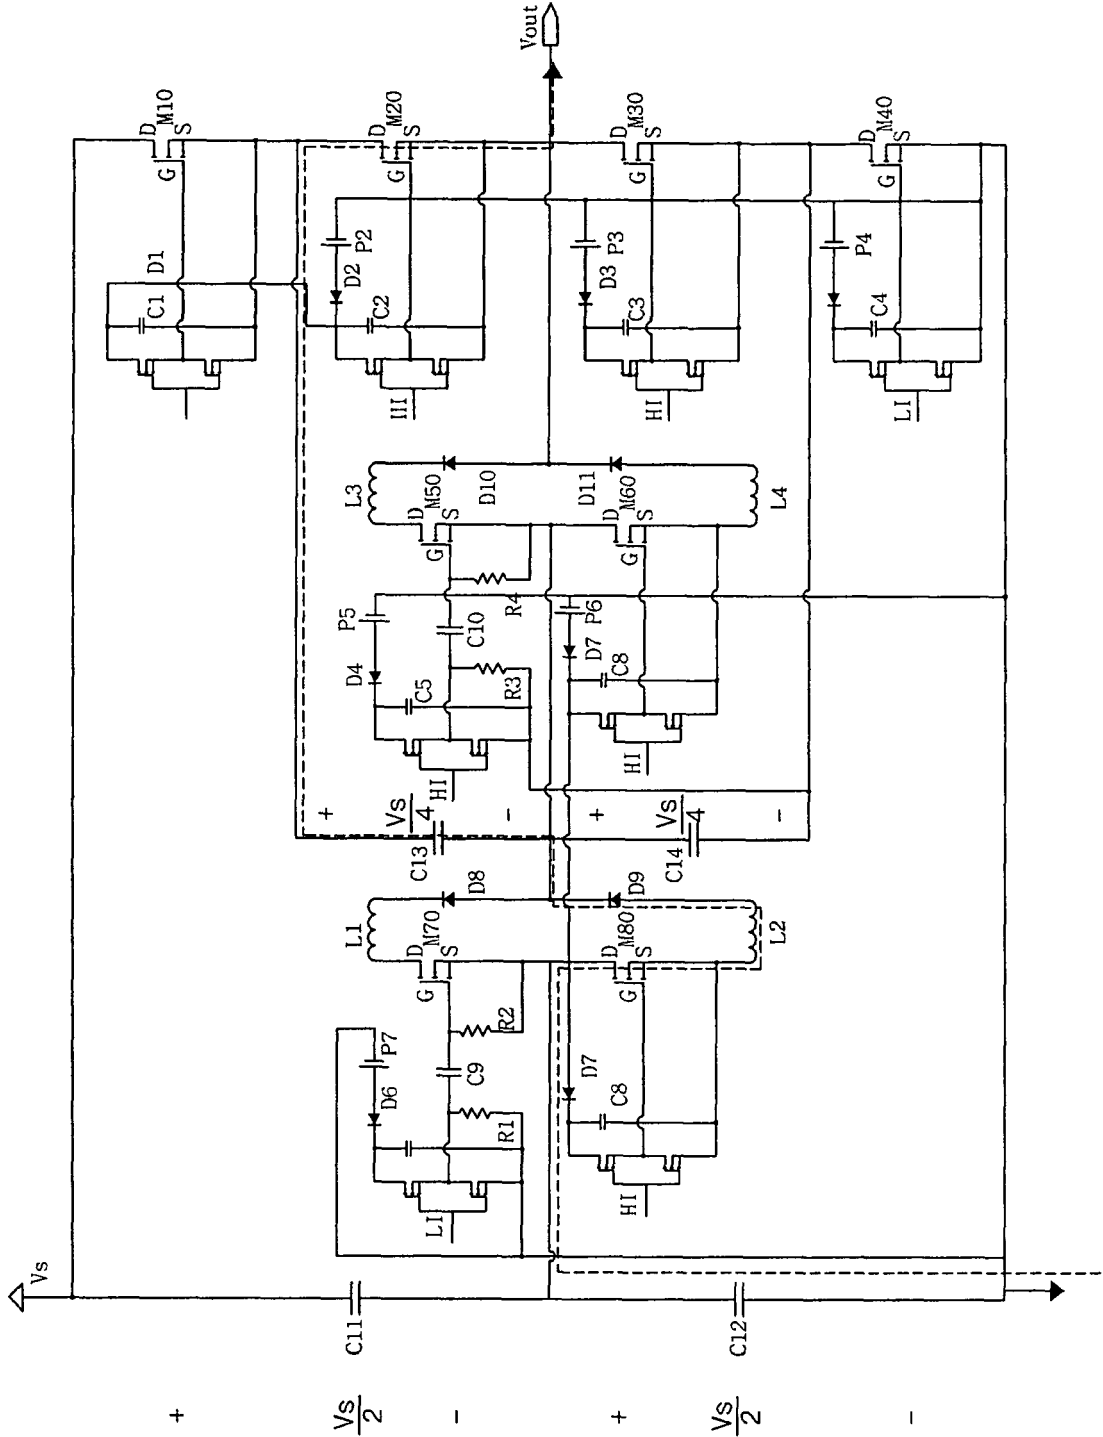 Vs
Vout
D
M10
S
G
D1
C1
D
M20
S
G
P2
D2
C2
HI
D
M30
S
G
P3
D3
C3
HI
D
M40
S
G
P4
C4
LI
L3
D
M50
S
G
D10
P5
D4
C5
C10
R4
R3
HI
D11
D
M60
S
G
L4
P6
D7
C8
HI
+
Vs
4
C13
-
+
Vs
4
C14
-
L1
D8
D
M70
S
G
P7
D6
C9
R2
R1
LI
D9
D
M80
S
G
L2
D7
C8
HI
C11
C12
+
Vs
2
-
+
Vs
2
-